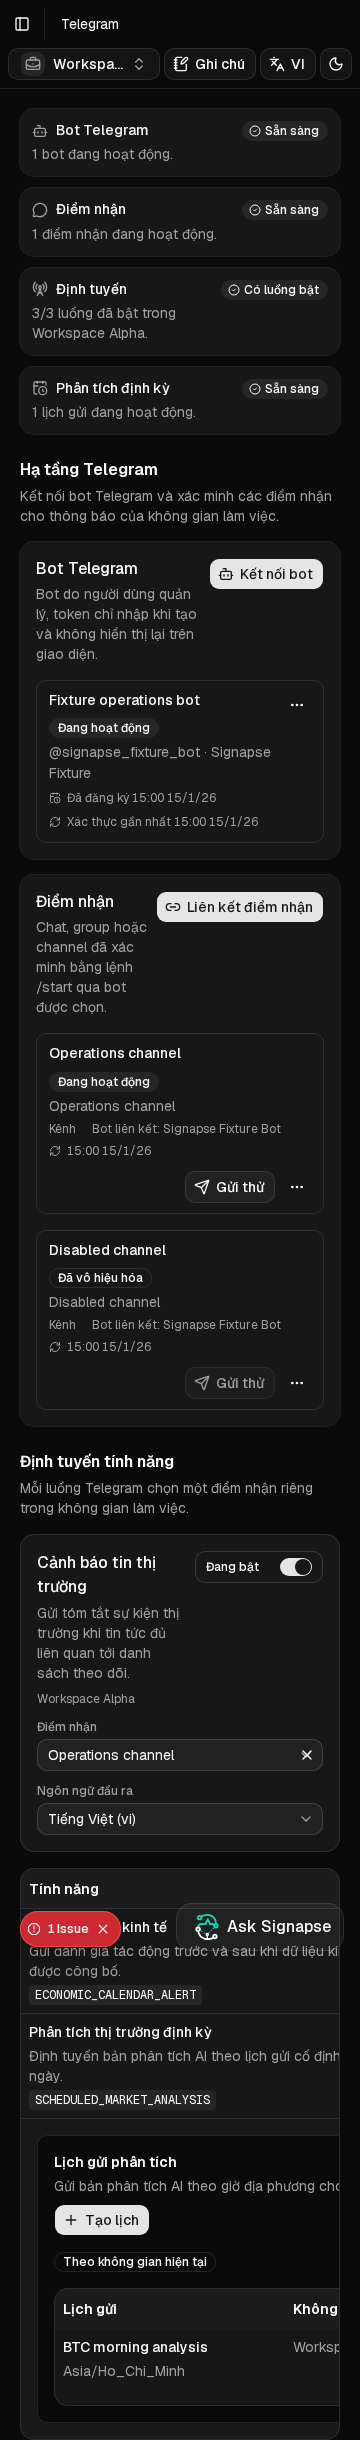 Telegram
Workspa...
Ghi chú
VI
Bot Telegram
Sẵn sàng
1 bot đang hoạt động.
Điểm nhận
Sẵn sàng
1 điểm nhận đang hoạt động.
Định tuyến
Có luồng bật
3/3 luồng đã bật trong
Workspace Alpha.
Phân tích định kỳ
Sẵn sàng
1 lịch gửi đang hoạt động.
Hạ tầng Telegram
Kết nối bot Telegram và xác minh các điểm nhận
cho thông báo của không gian làm việc.
Bot Telegram
Kết nối bot
Bot do người dùng quản
lý, token chỉ nhập khi tạo
và không hiển thị lại trên
giao diện.
Fixture operations bot
Đang hoạt động
@signapse_fixture_bot · Signapse
Fixture
Đã đăng ký 15:00 15/1/26
Xác thực gần nhất 15:00 15/1/26
Điểm nhận
Liên kết điểm nhận
Chat, group hoặc
channel đã xác
minh bằng lệnh
/start qua bot
được chọn.
Operations channel
Đang hoạt động
Operations channel
Kênh Bot liên kết: Signapse Fixture Bot
15:00 15/1/26
Gửi thử
Disabled channel
Đã vô hiệu hóa
Disabled channel
Kênh Bot liên kết: Signapse Fixture Bot
15:00 15/1/26
Gửi thử
Định tuyến tính năng
Mỗi luồng Telegram chọn một điểm nhận riêng
trong không gian làm việc.
Cảnh báo tin thị
trường
Đang bật
Gửi tóm tắt sự kiện thị
trường khi tin tức đủ
liên quan tới danh
sách theo dõi.
Workspace Alpha
Điểm nhận
Operations channel
Ngôn ngữ đầu ra
Tiếng Việt (vi)
Tính năng
1 Issue
kinh tế
Ask Signapse
Gửi đánh giá tác động trước và sau khi dữ liệu ki
được công bố.
ECONOMIC_CALENDAR_ALERT
Phân tích thị trường định kỳ
Định tuyến bản phân tích AI theo lịch gửi cố định
ngày.
SCHEDULED_MARKET_ANALYSIS
Lịch gửi phân tích
Gửi bản phân tích AI theo giờ địa phương cho
Tạo lịch
Theo không gian hiện tại
Lịch gửi
Không
BTC morning analysis
Worksp
Asia/Ho_Chi_Minh